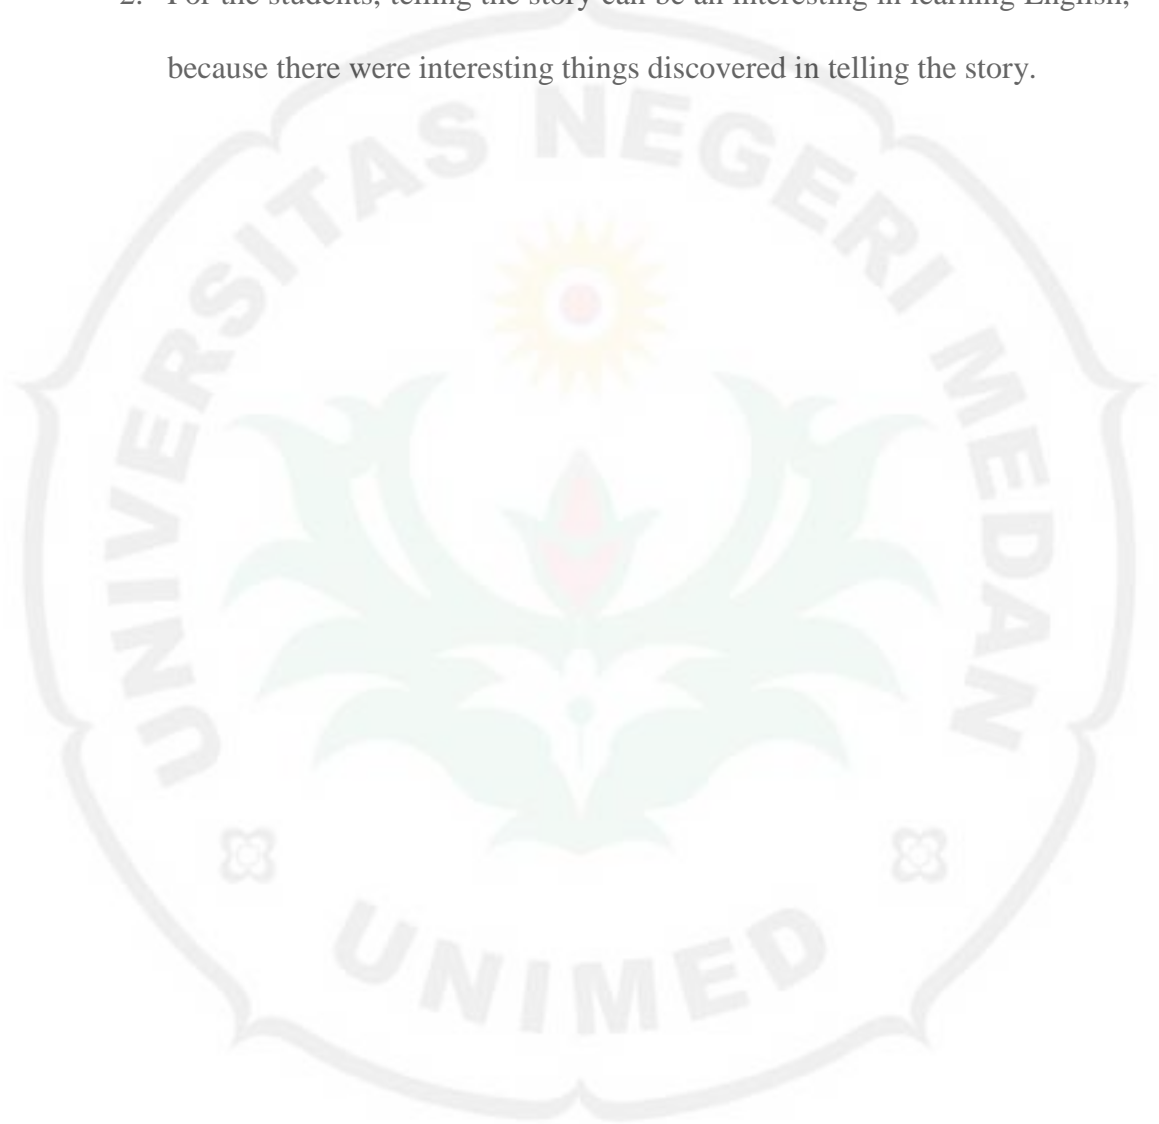 2. For the students, telling the story can be an interesting in learning English,
because there were interesting things discovered in telling the story.
UNIVERSITAS NEGERI MEDAN
UNIMED